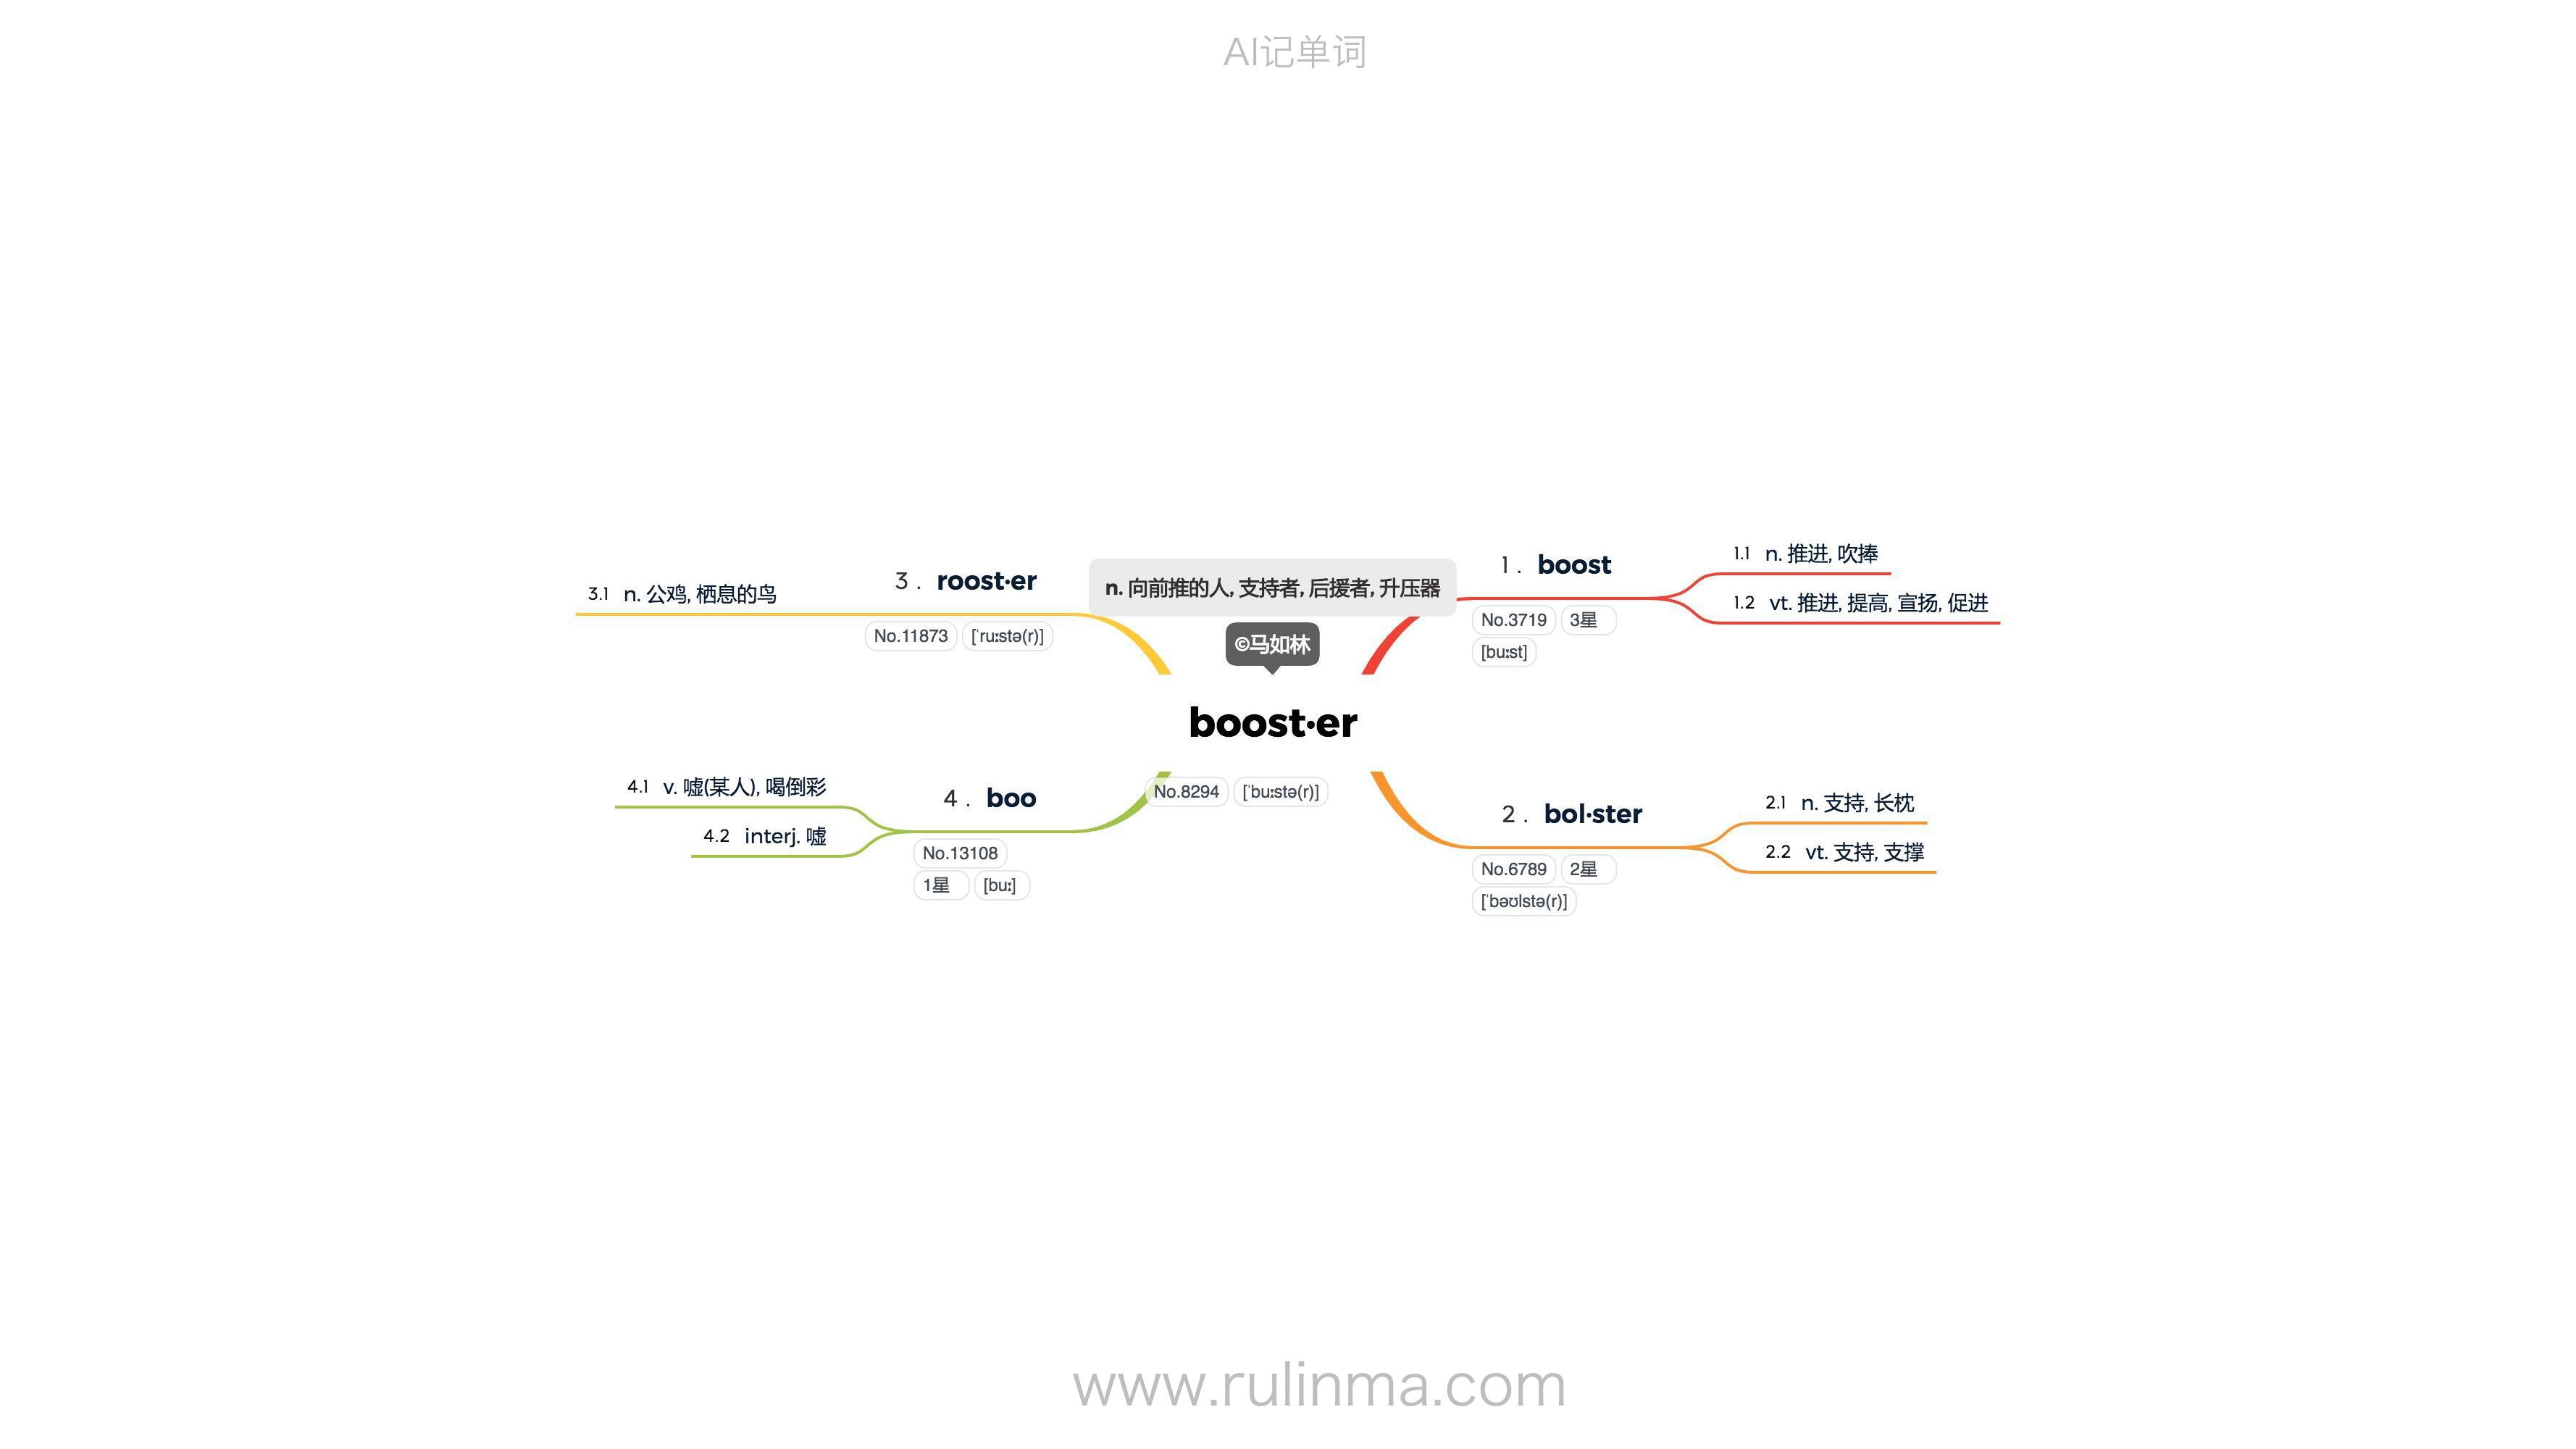 AI记单词
n. 向前推的人, 支持者, 后援者, 升压器
©马如林
boost·er
No.8294 [ˈbuːstə(r)]
1 . boost
No.3719 3星
[buːst]
1.1 n. 推进, 吹捧
1.2 vt. 推进, 提高, 宣扬, 促进
2 . bol·ster
No.6789 2星
[ˈbəʊlstə(r)]
2.1 n. 支持, 长枕
2.2 vt. 支持, 支撑
3 . roost·er
No.11873 [ˈruːstə(r)]
3.1 n. 公鸡, 栖息的鸟
4 . boo
No.13108
1星 [buː]
4.1 v. 嘘(某人), 喝倒彩
4.2 interj. 嘘
www.rulinma.com